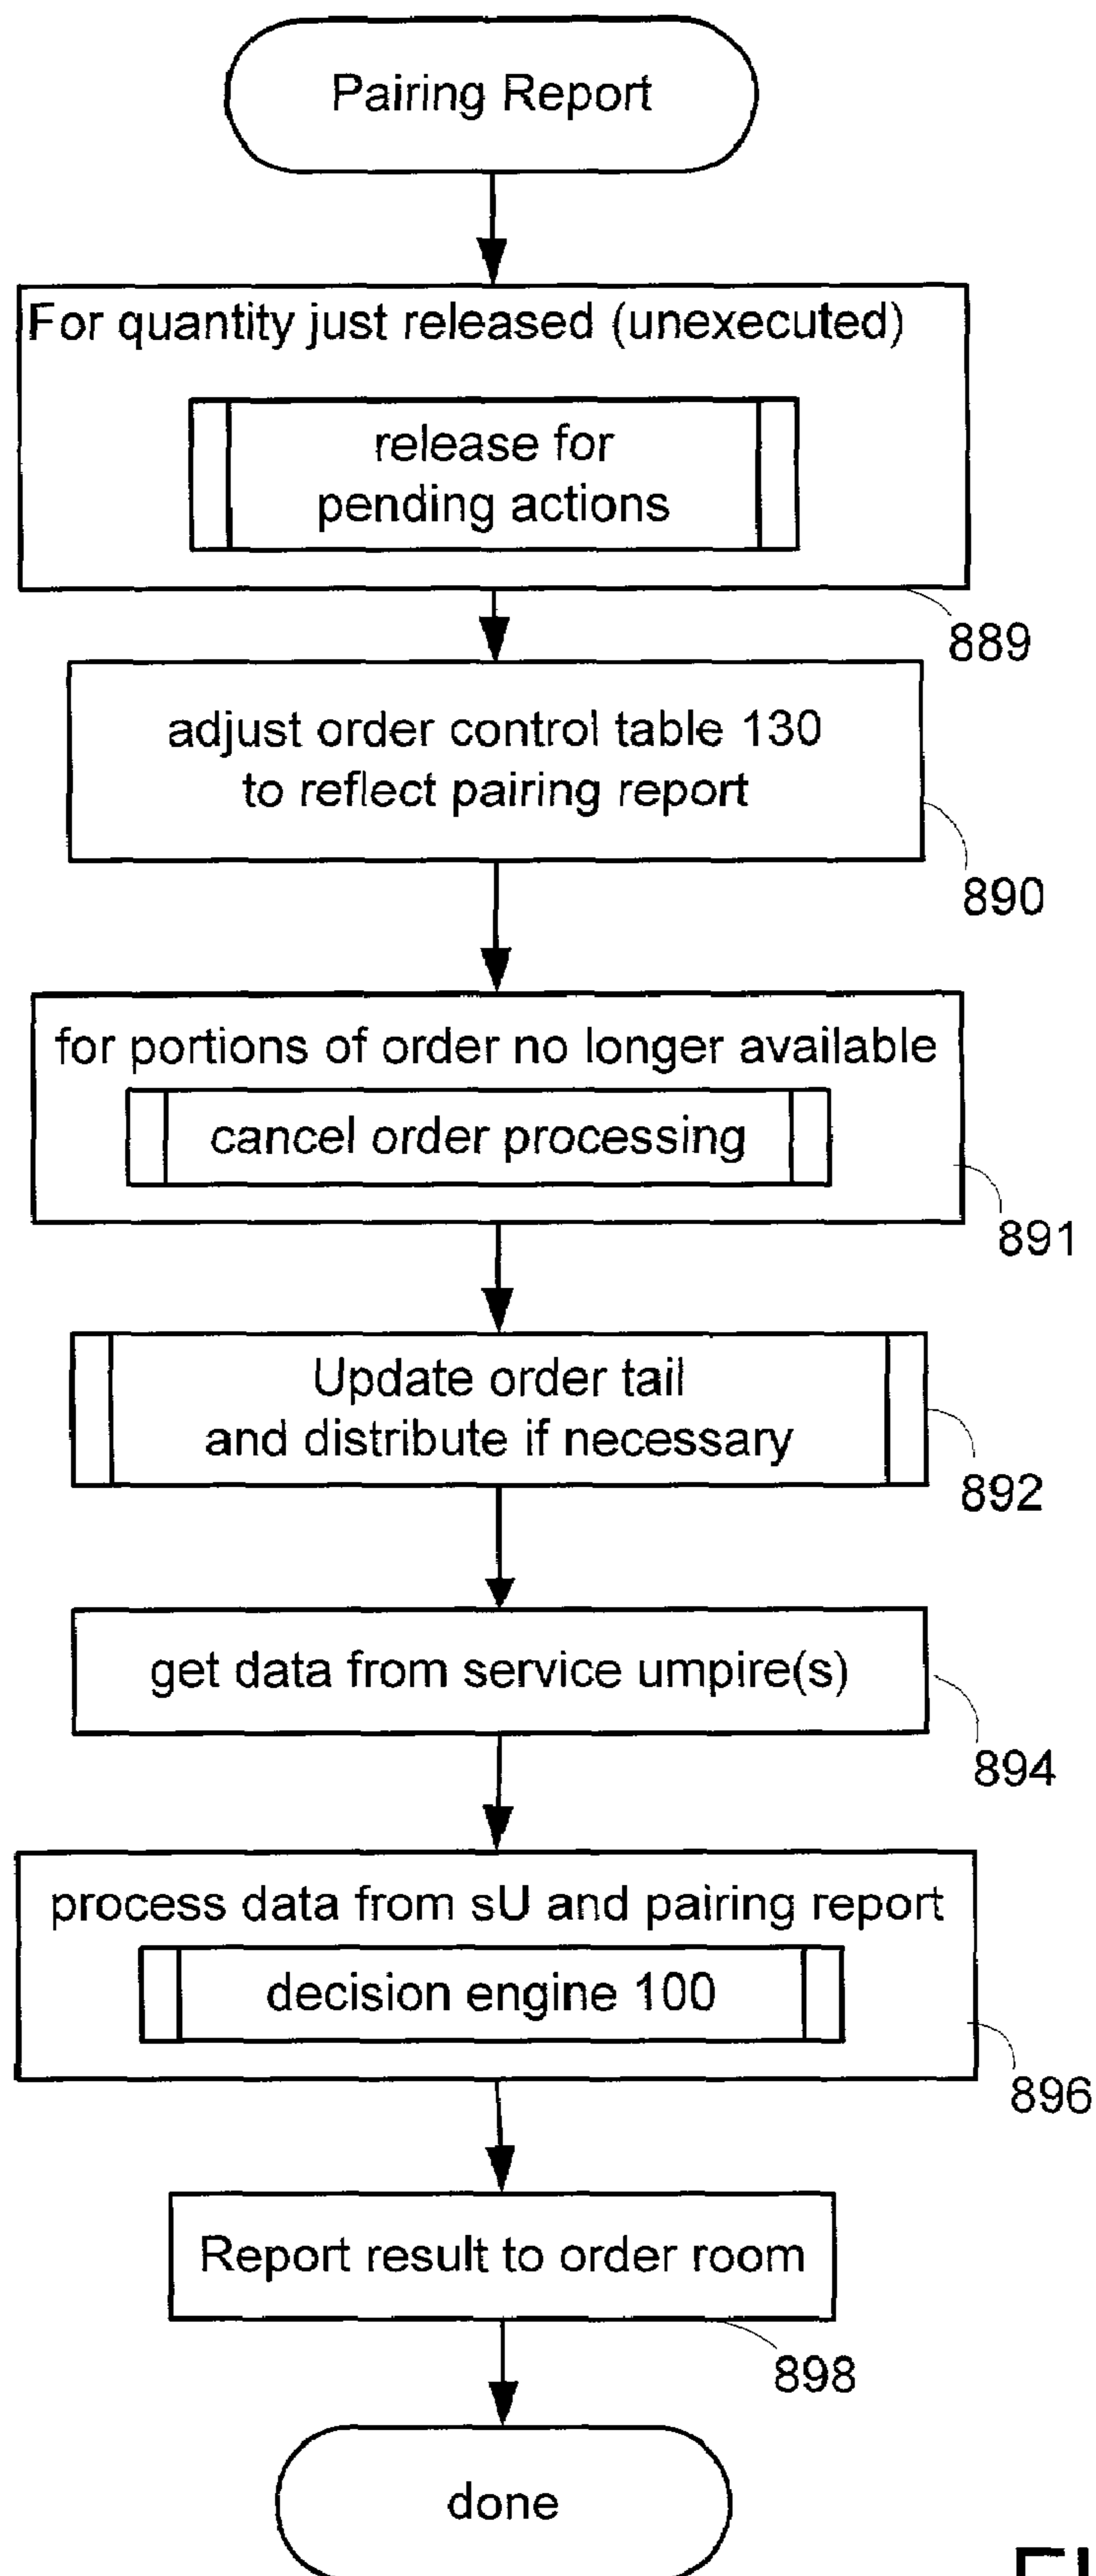 Pairing Report
For quantity just released (unexecuted)
release for
pending actions
889
adjust order control table 130
to reflect pairing report
890
for portions of order no longer available
cancel order processing
891
Update order tail
and distribute if necessary
892
get data from service umpire(s)
894
process data from sU and pairing report
decision engine 100
896
Report result to order room
898
done